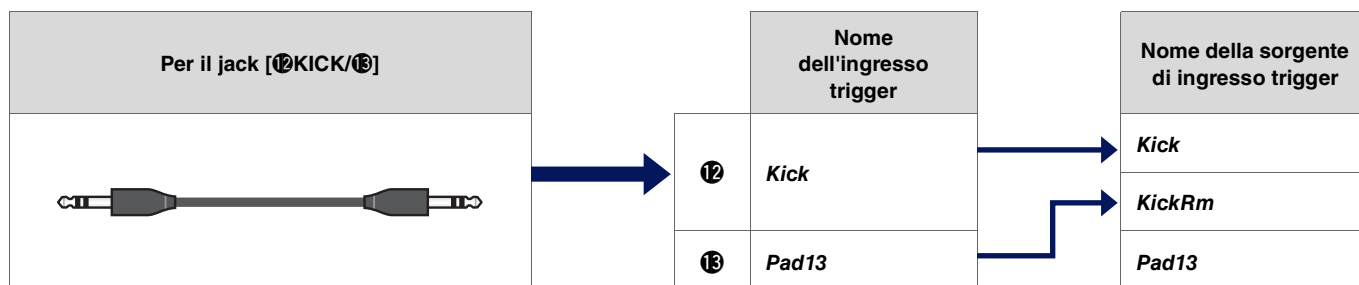 Per il jack [⓬KICK/⓭]
Nome
dell'ingresso
trigger
Nome della sorgente
di ingresso trigger
⓬
Kick
Kick
KickRm
⓭
Pad13
Pad13